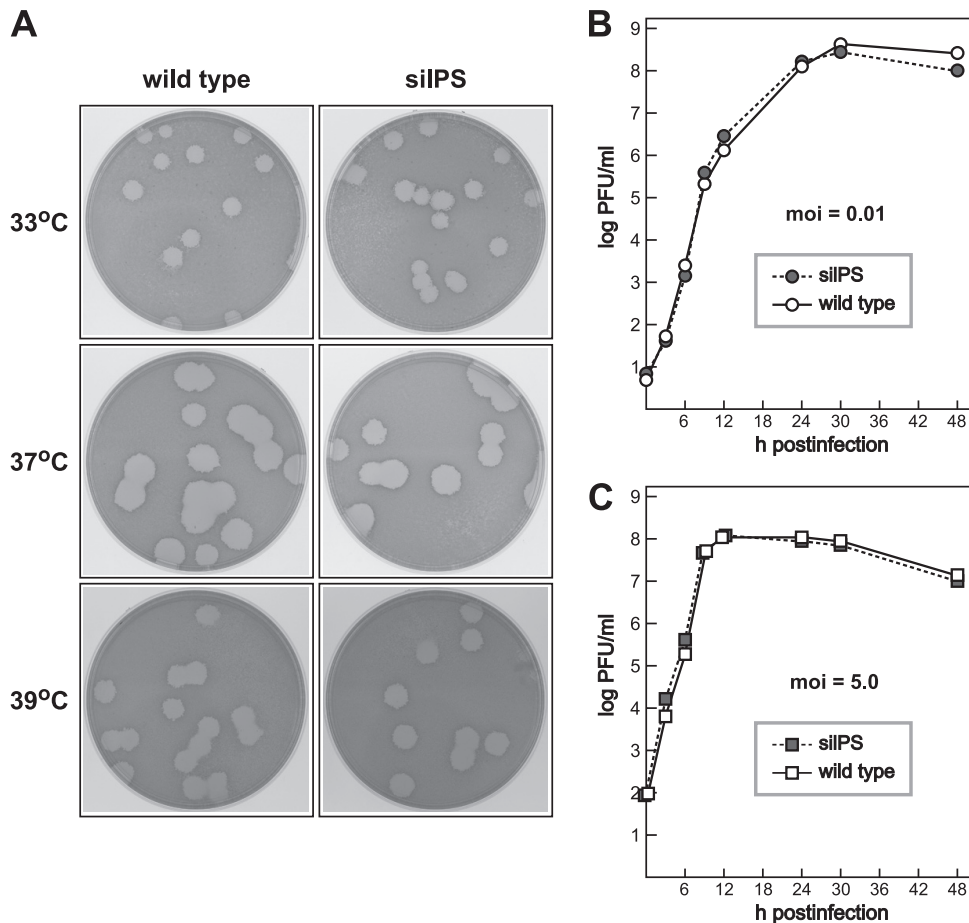 A
wild type
silPS
33°C
37°C
39°C
B
9
8
7
6
5
4
3
2
1
log PFU/ml
moi = 0.01
silPS
wild type
6 12 18 24 30 36 42 48
h postinfection
C
9
8
7
6
5
4
3
2
1
log PFU/ml
moi = 5.0
silPS
wild type
6 12 18 24 30 36 42 48
h postinfection